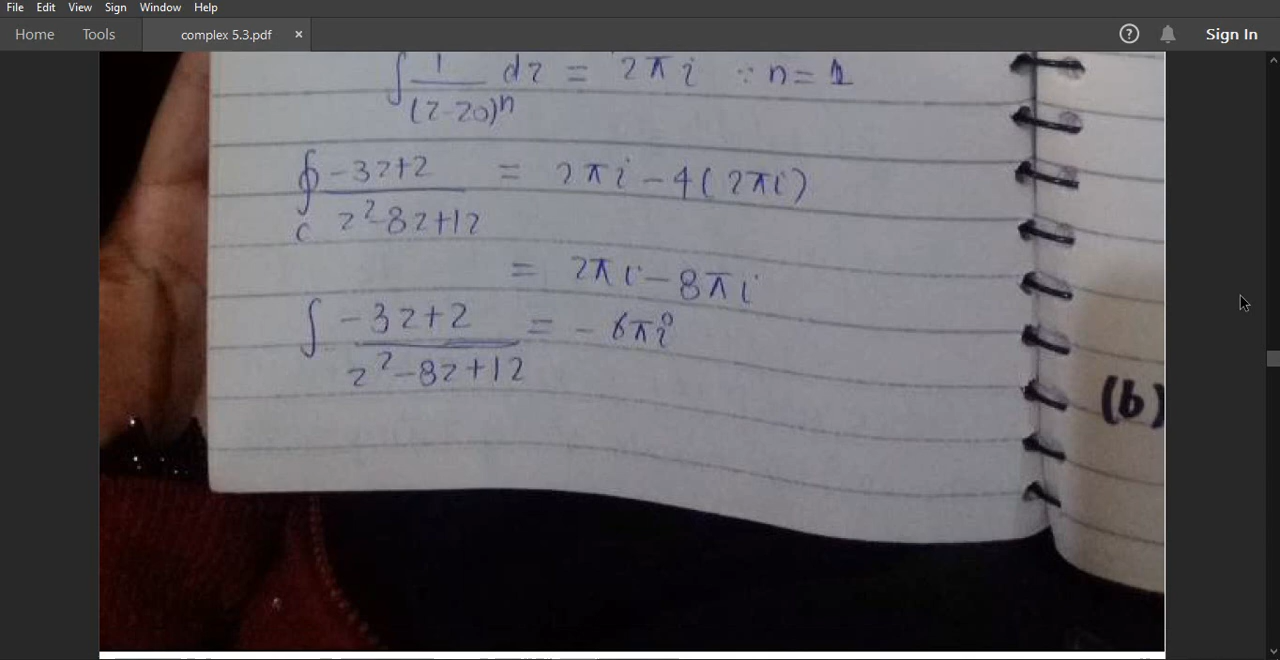 File Edit View Sign Window Help
Home Tools complex 5.3.pdf × ? Sign In
∫ 1/(z-z0)^n dz = 2πi ∵ n=1
∮c -3z+2 / z²-8z+12 = 2πi - 4(2πi)
= 2πi - 8πi
∫ -3z+2 / z²-8z+12 = -6πi
(b)